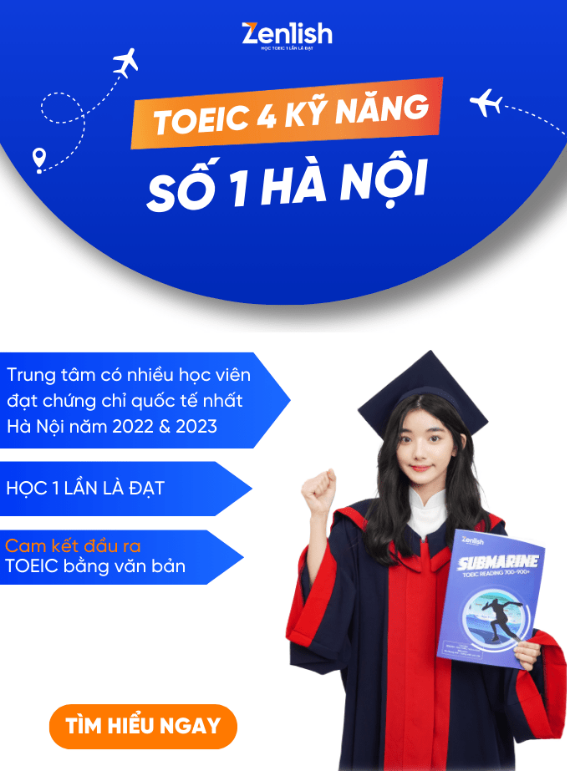 Zenlish
HỌC TOEIC 1 LẦN LÀ ĐẠT
TOEIC 4 KỸ NĂNG
SỐ 1 HÀ NỘI
Trung tâm có nhiều học viên
đạt chứng chỉ quốc tế nhất
Hà Nội năm 2022 & 2023
HỌC 1 LẦN LÀ ĐẠT
Cam kết đầu ra
TOEIC bằng văn bản
Zenlish
SUBMARINE
TOEIC READING 700-900+
TÌM HIỂU NGAY